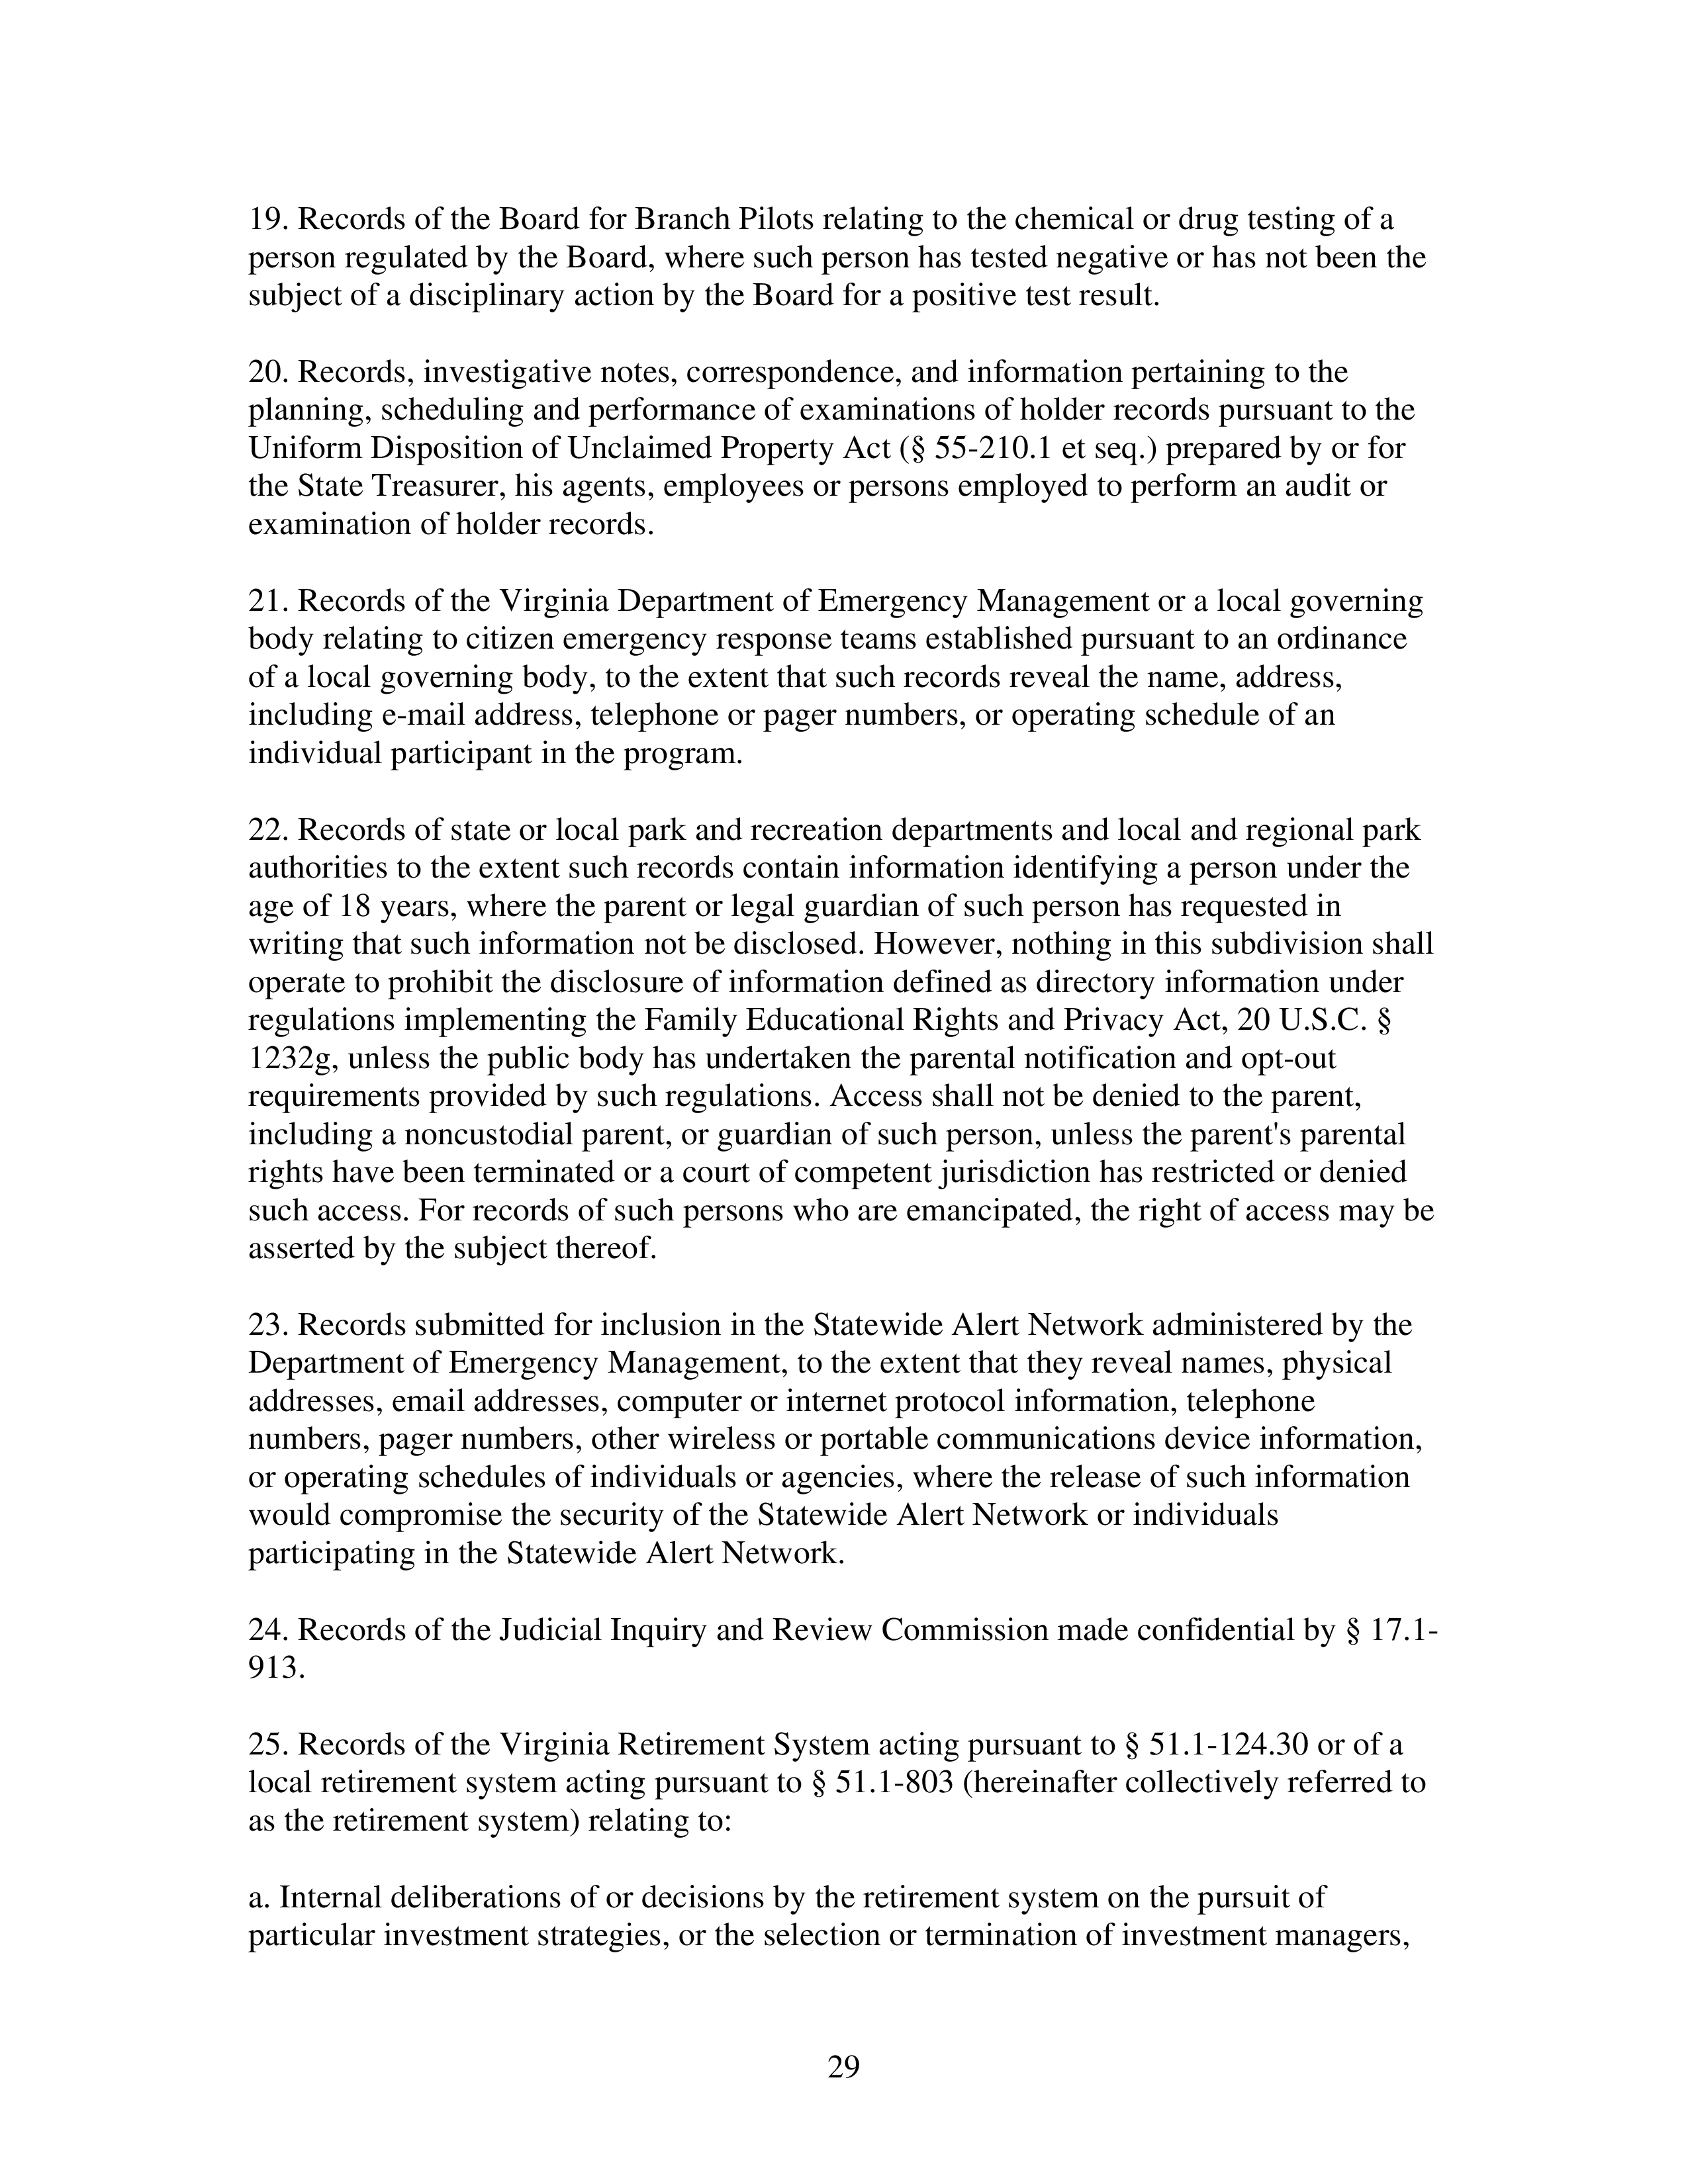 19. Records of the Board for Branch Pilots relating to the chemical or drug testing of a
person regulated by the Board, where such person has tested negative or has not been the
subject of a disciplinary action by the Board for a positive test result.
20. Records, investigative notes, correspondence, and information pertaining to the
planning, scheduling and performance of examinations of holder records pursuant to the
Uniform Disposition of Unclaimed Property Act (§ 55-210.1 et seq.) prepared by or for
the State Treasurer, his agents, employees or persons employed to perform an audit or
examination of holder records.
21. Records of the Virginia Department of Emergency Management or a local governing
body relating to citizen emergency response teams established pursuant to an ordinance
of a local governing body, to the extent that such records reveal the name, address,
including e-mail address, telephone or pager numbers, or operating schedule of an
individual participant in the program.
22. Records of state or local park and recreation departments and local and regional park
authorities to the extent such records contain information identifying a person under the
age of 18 years, where the parent or legal guardian of such person has requested in
writing that such information not be disclosed. However, nothing in this subdivision shall
operate to prohibit the disclosure of information defined as directory information under
regulations implementing the Family Educational Rights and Privacy Act, 20 U.S.C. §
1232g, unless the public body has undertaken the parental notification and opt-out
requirements provided by such regulations. Access shall not be denied to the parent,
including a noncustodial parent, or guardian of such person, unless the parent's parental
rights have been terminated or a court of competent jurisdiction has restricted or denied
such access. For records of such persons who are emancipated, the right of access may be
asserted by the subject thereof.
23. Records submitted for inclusion in the Statewide Alert Network administered by the
Department of Emergency Management, to the extent that they reveal names, physical
addresses, email addresses, computer or internet protocol information, telephone
numbers, pager numbers, other wireless or portable communications device information,
or operating schedules of individuals or agencies, where the release of such information
would compromise the security of the Statewide Alert Network or individuals
participating in the Statewide Alert Network.
24. Records of the Judicial Inquiry and Review Commission made confidential by § 17.1-
913.
25. Records of the Virginia Retirement System acting pursuant to § 51.1-124.30 or of a
local retirement system acting pursuant to § 51.1-803 (hereinafter collectively referred to
as the retirement system) relating to:
a. Internal deliberations of or decisions by the retirement system on the pursuit of
particular investment strategies, or the selection or termination of investment managers,
29